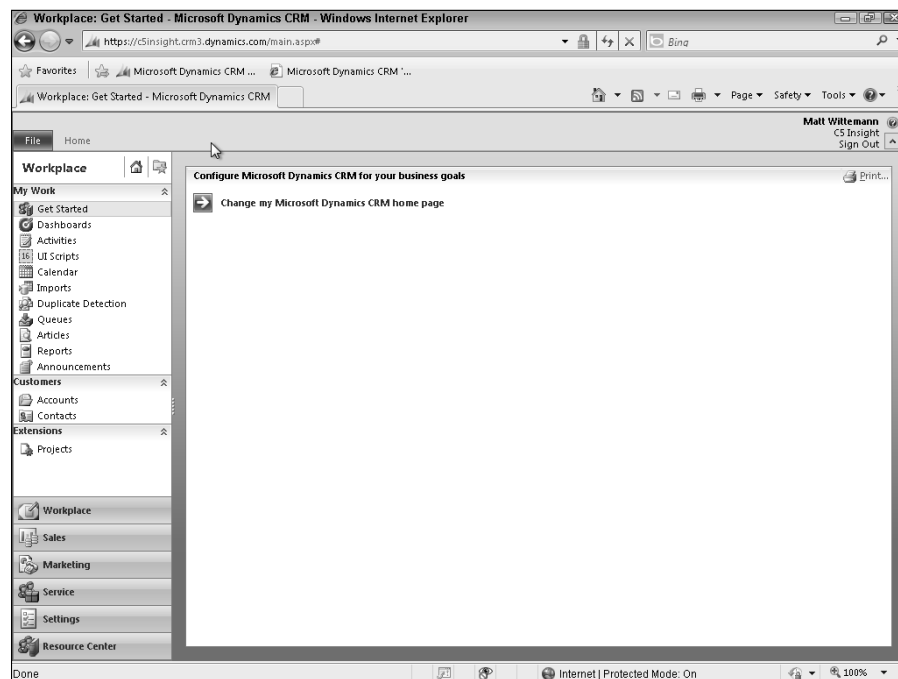 Workplace: Get Started - Microsoft Dynamics CRM - Windows Internet Explorer
https://c5insight.crm3.dynamics.com/main.aspx#
Bing
Favorites
Microsoft Dynamics CRM ...
Microsoft Dynamics CRM '...
Workplace: Get Started - Microsoft Dynamics CRM
Page
Safety
Tools
Matt Wittemann
C5 Insight
Sign Out
File
Home
Workplace
Configure Microsoft Dynamics CRM for your business goals
Print...
Change my Microsoft Dynamics CRM home page
My Work
Get Started
Dashboards
Activities
16
UI Scripts
Calendar
Imports
Duplicate Detection
Queues
Articles
Reports
Announcements
Customers
Accounts
Contacts
Extensions
Projects
Workplace
Sales
Marketing
Service
Settings
Resource Center
Done
Internet | Protected Mode: On
100%